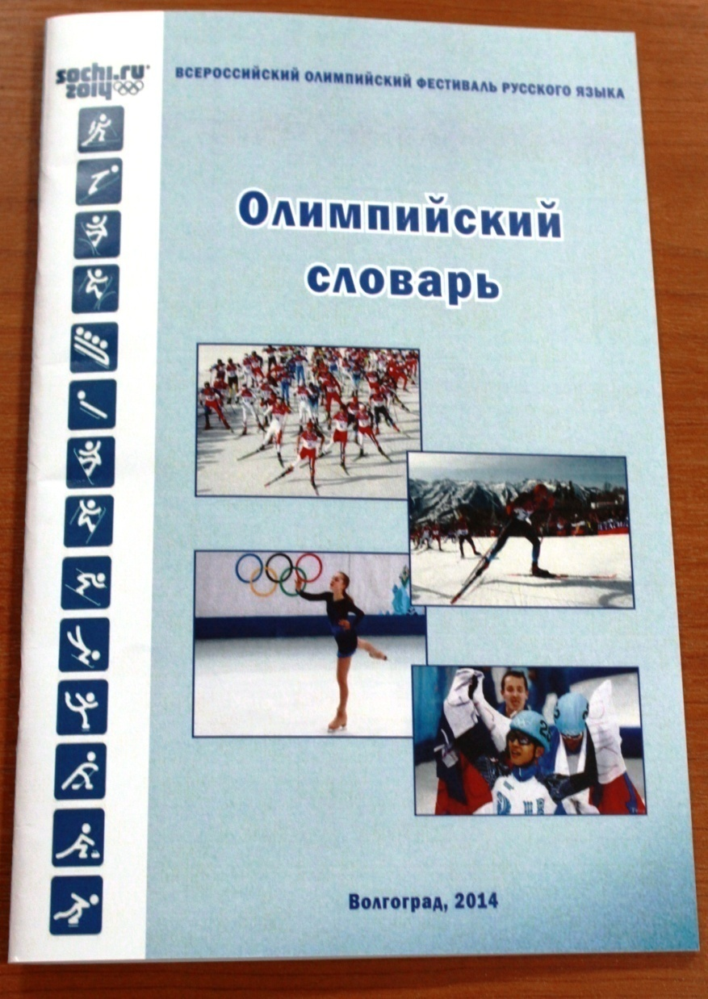 sochi.ru
2014
ВСЕРОССИЙСКИЙ ОЛИМПИЙСКИЙ ФЕСТИВАЛЬ РУССКОГО ЯЗЫКА
Олимпийский
словарь
Волгоград, 2014